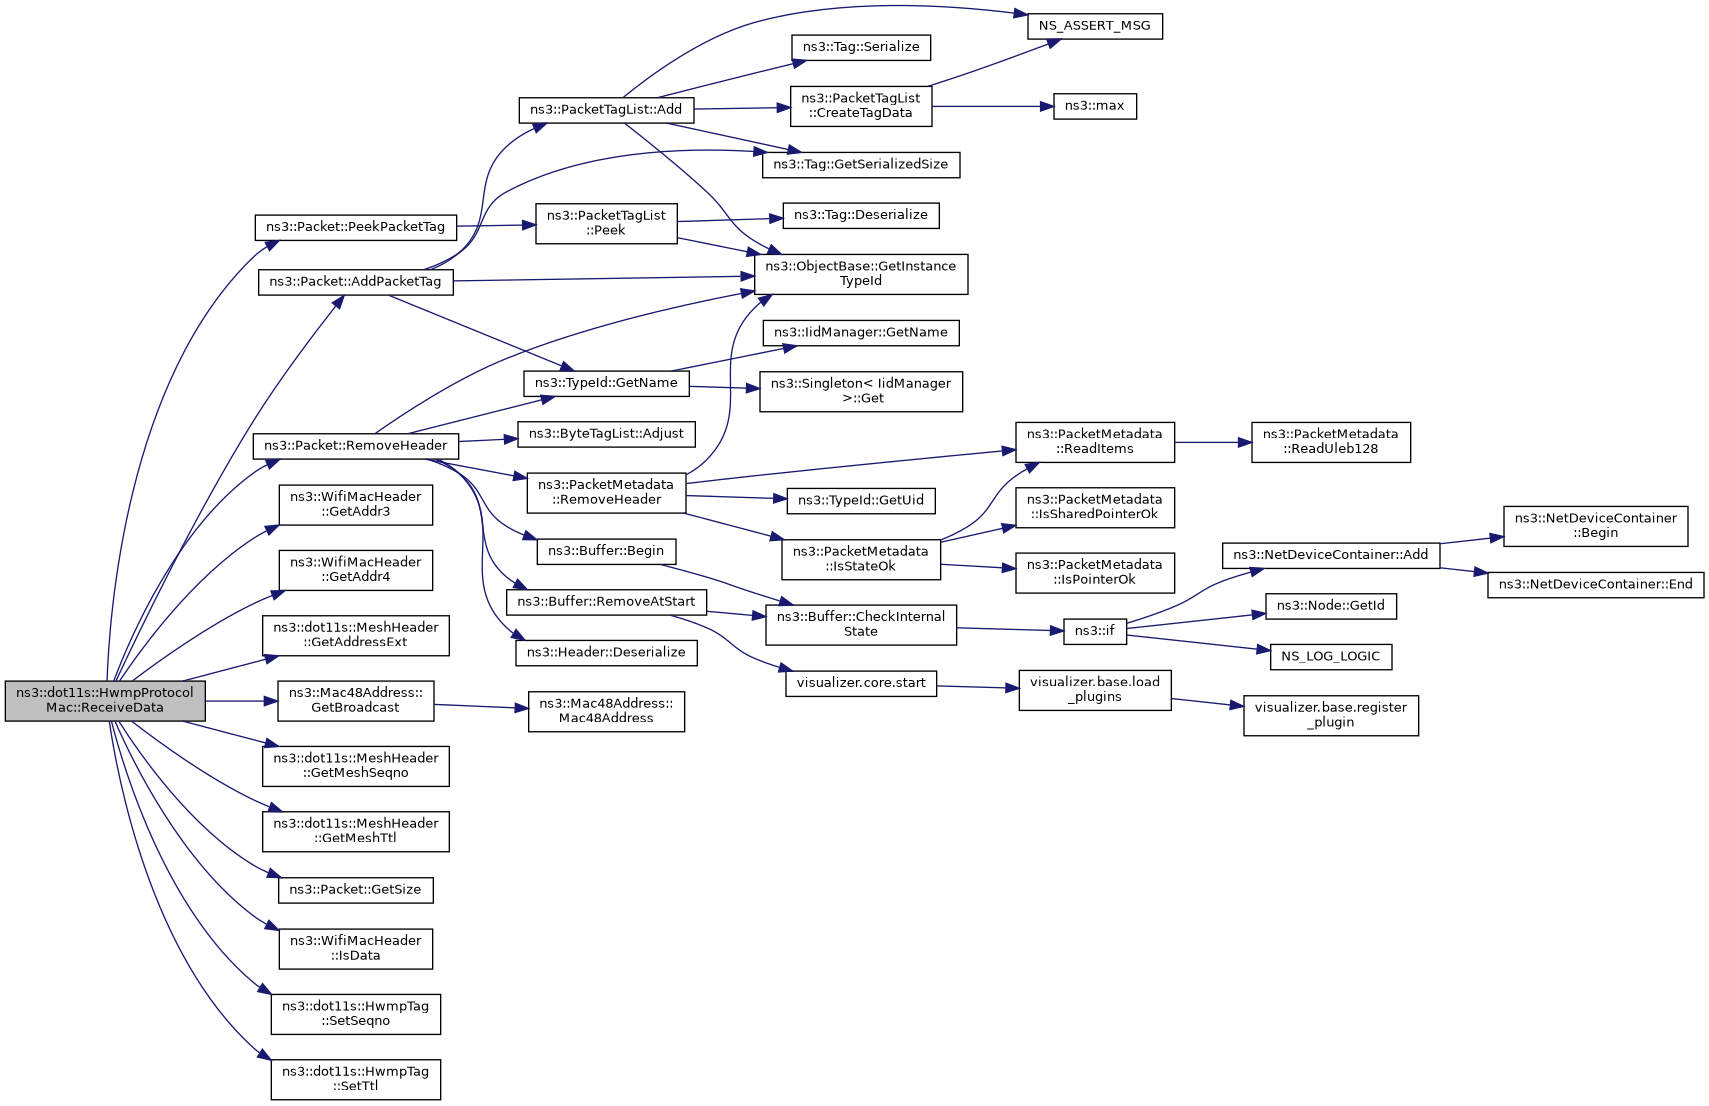 ns3::dot11s::HwmpProtocol
Mac::ReceiveData
ns3::Packet::PeekPacketTag
ns3::Packet::AddPacketTag
ns3::Packet::RemoveHeader
ns3::WifiMacHeader
::GetAddr3
ns3::WifiMacHeader
::GetAddr4
ns3::dot11s::MeshHeader
::GetAddressExt
ns3::Mac48Address::
GetBroadcast
ns3::dot11s::MeshHeader
::GetMeshSeqno
ns3::dot11s::MeshHeader
::GetMeshTtl
ns3::Packet::GetSize
ns3::WifiMacHeader
::IsData
ns3::dot11s::HwmpTag
::SetSeqno
ns3::dot11s::HwmpTag
::SetTtl
ns3::PacketTagList::Add
ns3::PacketTagList
::Peek
ns3::TypeId::GetName
ns3::ByteTagList::Adjust
ns3::PacketMetadata
::RemoveHeader
ns3::Buffer::Begin
ns3::Buffer::RemoveAtStart
ns3::Header::Deserialize
ns3::Mac48Address::
Mac48Address
ns3::Tag::Serialize
ns3::PacketTagList
::CreateTagData
ns3::Tag::GetSerializedSize
ns3::Tag::Deserialize
ns3::ObjectBase::GetInstance
TypeId
ns3::IidManager::GetName
ns3::Singleton< IidManager
>::Get
ns3::TypeId::GetUid
ns3::PacketMetadata
::IsStateOk
ns3::Buffer::CheckInternal
State
visualizer.core.start
NS_ASSERT_MSG
ns3::max
ns3::PacketMetadata
::ReadItems
ns3::PacketMetadata
::IsSharedPointerOk
ns3::PacketMetadata
::IsPointerOk
ns3::if
visualizer.base.load
_plugins
ns3::PacketMetadata
::ReadUleb128
ns3::NetDeviceContainer::Add
ns3::Node::GetId
NS_LOG_LOGIC
visualizer.base.register
_plugin
ns3::NetDeviceContainer
::Begin
ns3::NetDeviceContainer::End